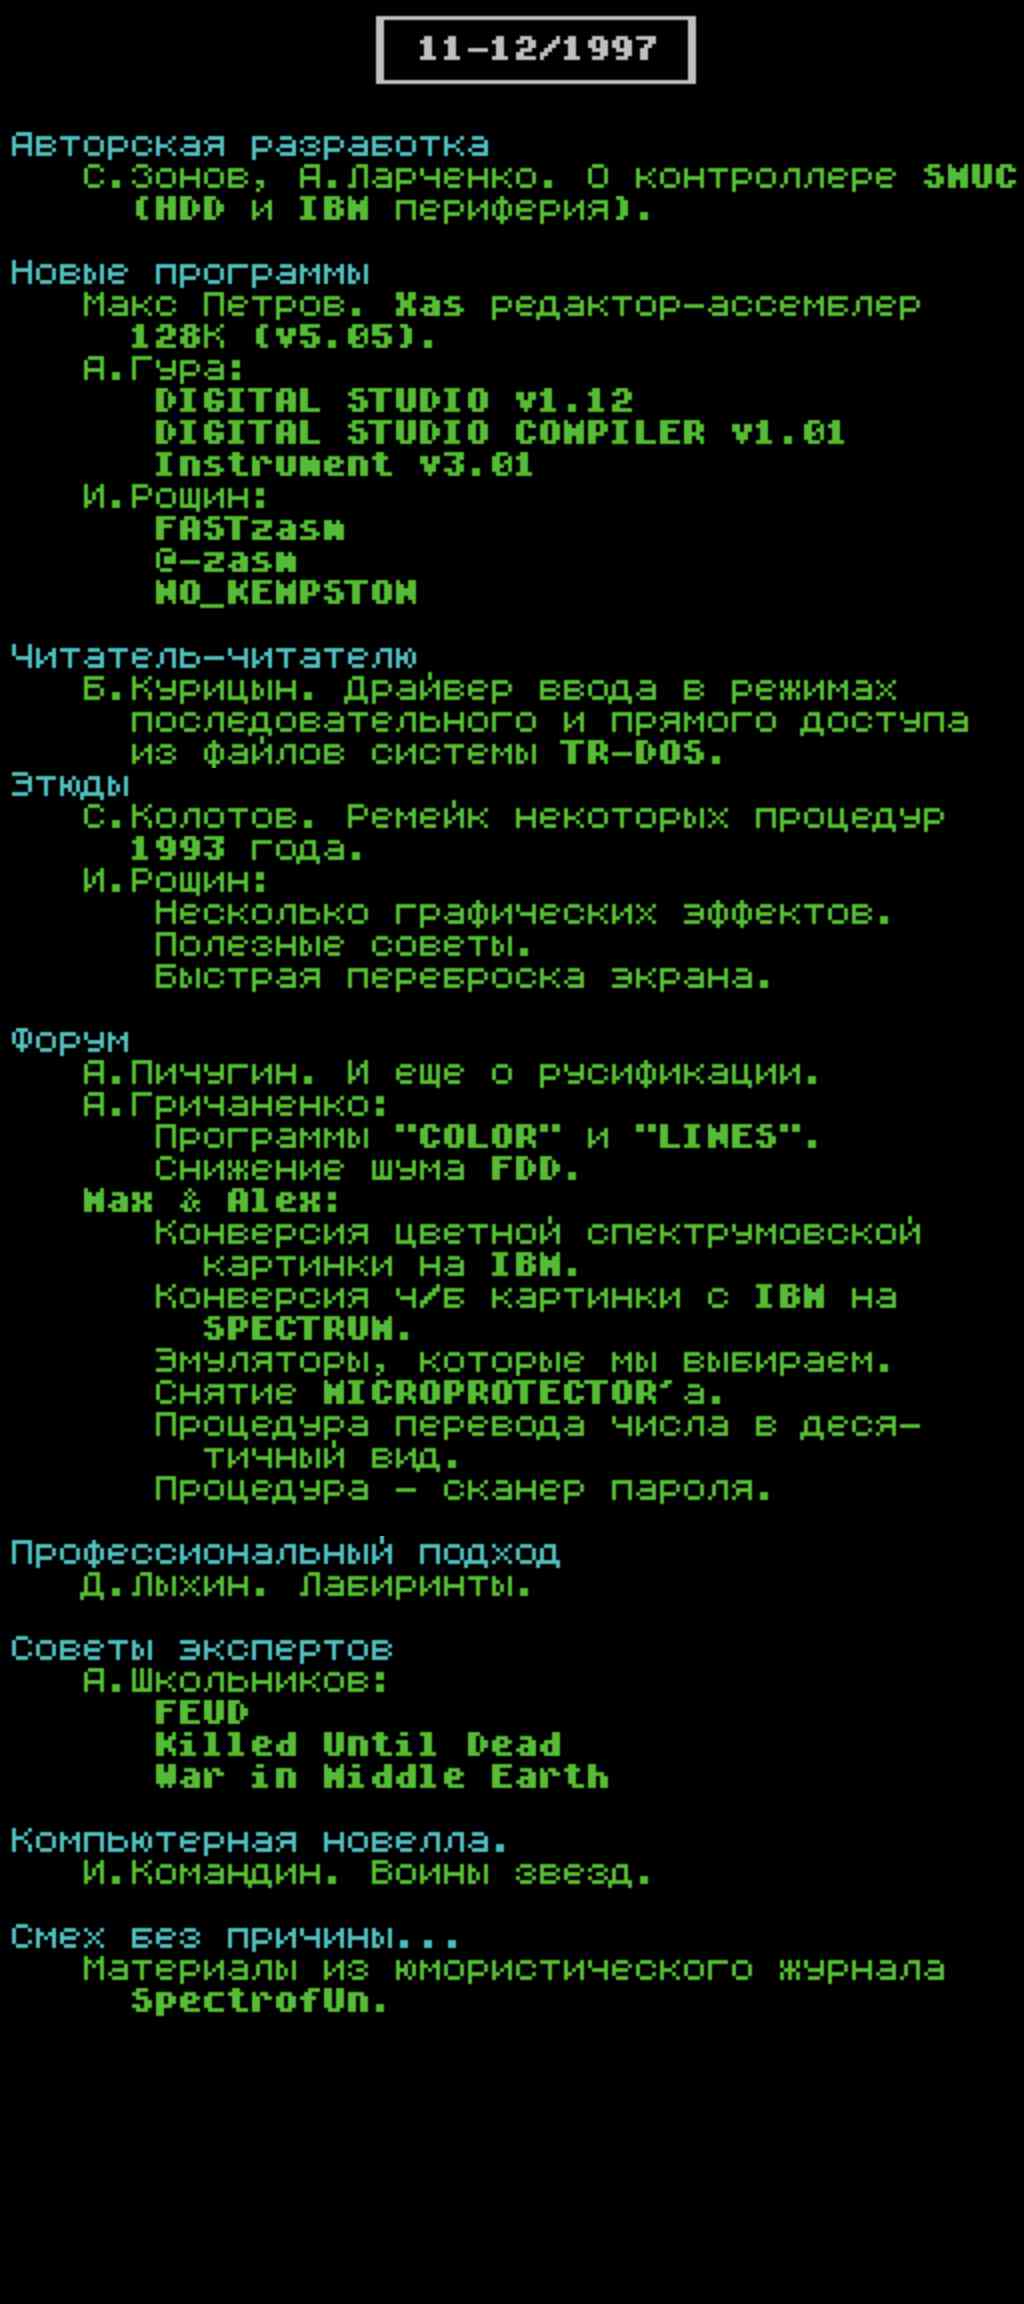 11-12/1997
Авторская разработка
С.Зонов, А.Ларченко. О контроллере SMUC
(HDD и IBM периферия).
Новые программы
Макс Петров. Xas редактор-ассемблер
128К (v5.05).
А.Гура:
DIGITAL STUDIO v1.12
DIGITAL STUDIO COMPILER v1.01
Instrument v3.01
И.Рощин:
FASTzasm
@-zasm
NO_KEMPSTON
Читатель-читателю
Б.Курицын. Драйвер ввода в режимах
последовательного и прямого доступа
из файлов системы TR-DOS.
Этюды
С.Колотов. Ремейк некоторых процедур
1993 года.
И.Рощин:
Несколько графических эффектов.
Полезные советы.
Быстрая переброска экрана.
Форум
А.Пичугин. И еще о русификации.
А.Гричаненко:
Программы "COLOR" и "LINES".
Снижение шума FDD.
Max & Alex:
Конверсия цветной спектрумовской
картинки на IBM.
Конверсия ч/б картинки с IBM на
SPECTRUM.
Эмуляторы, которые мы выбираем.
Снятие MICROPROTECTOR'а.
Процедура перевода числа в деся-
тичный вид.
Процедура - сканер пароля.
Профессиональный подход
Д.Лыхин. Лабиринты.
Советы экспертов
А.Школьников:
FEUD
Killed Until Dead
War in Middle Earth
Компьютерная новелла.
И.Командин. Воины звезд.
Смех без причины...
Материалы из юмористического журнала
SpectrofUn.